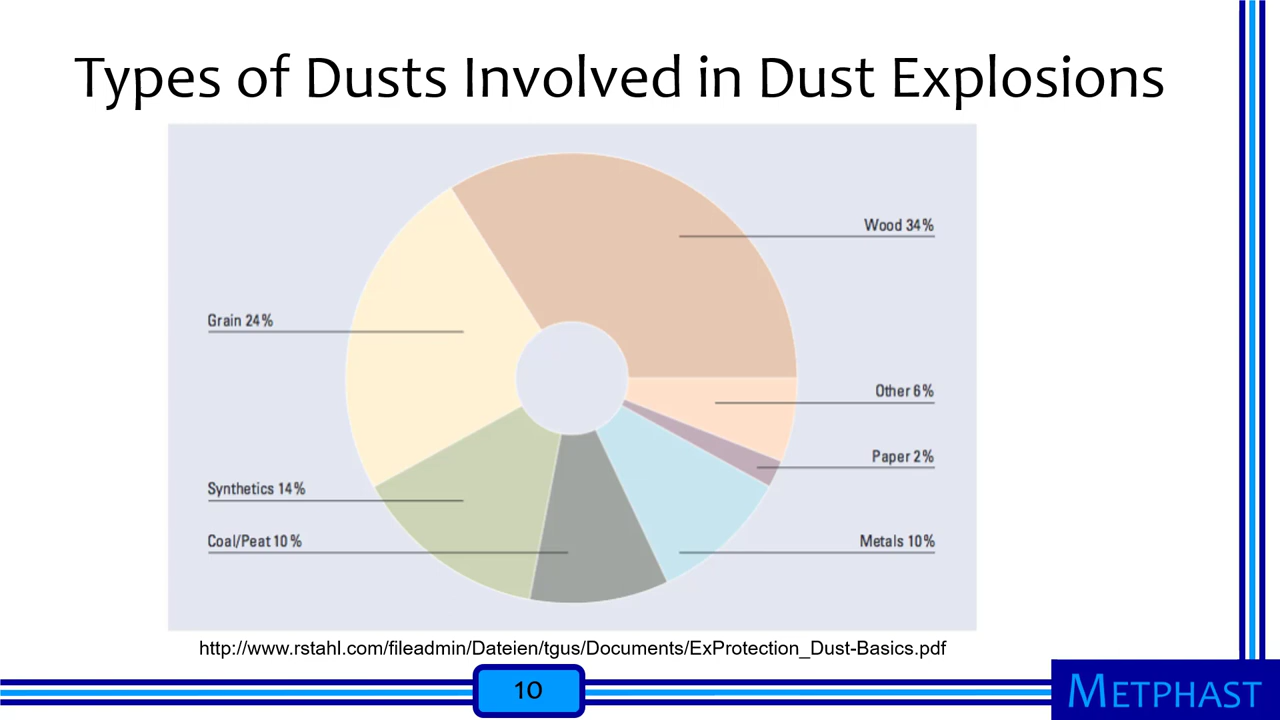 Types of Dusts Involved in Dust Explosions
Wood 34%
Grain 24%
Other 6%
Paper 2%
Synthetics 14%
Coal/Peat 10%
Metals 10%
http://www.rstahl.com/fileadmin/Dateien/tgus/Documents/ExProtection_Dust-Basics.pdf
10
METPHAST